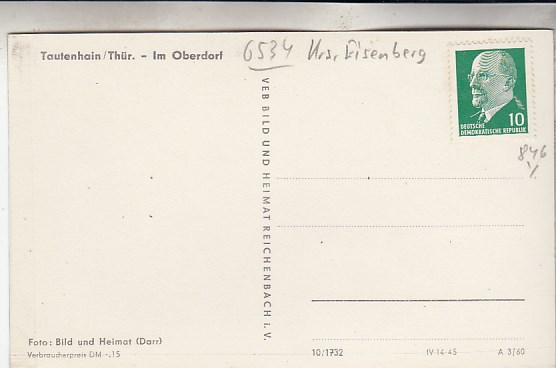 Tautenhain/Thür. – Im Oberdorf
6534 Krs. Eisenberg
10
DEUTSCHE
DEMOKRATISCHE REPUBLIK
846
VEB BILD UND HEIMAT REICHENBACH i. V.
Foto: Bild und Heimat (Darr)
Verbraucherpreis DM -.15
10/1732
IV-14-45
A 3/60